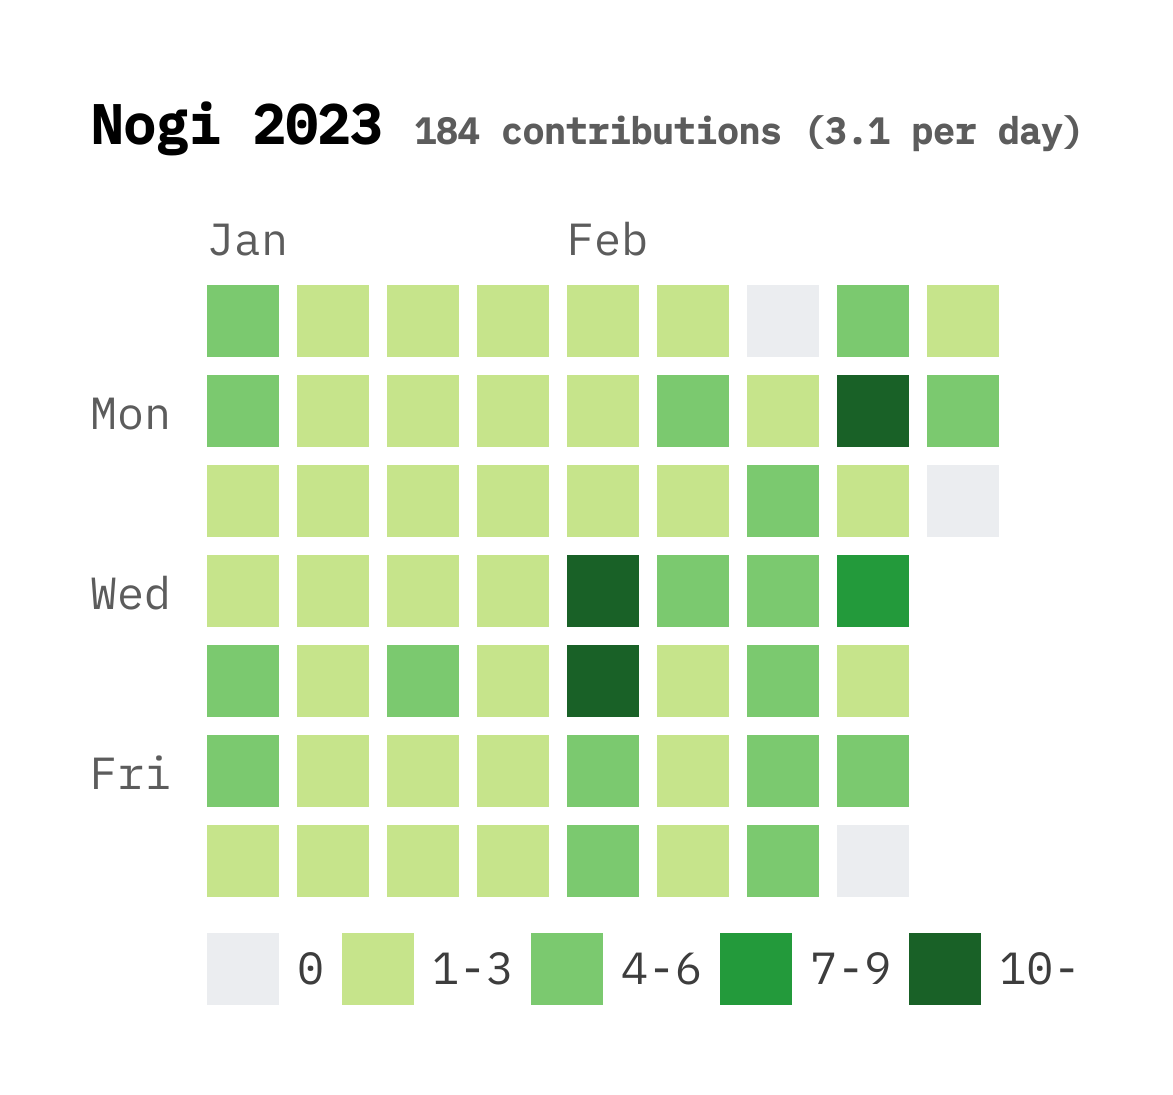 Nogi 2023 184 contributions (3.1 per day)
Jan Feb
Mon
Wed
Fri
0 1-3 4-6 7-9 10-